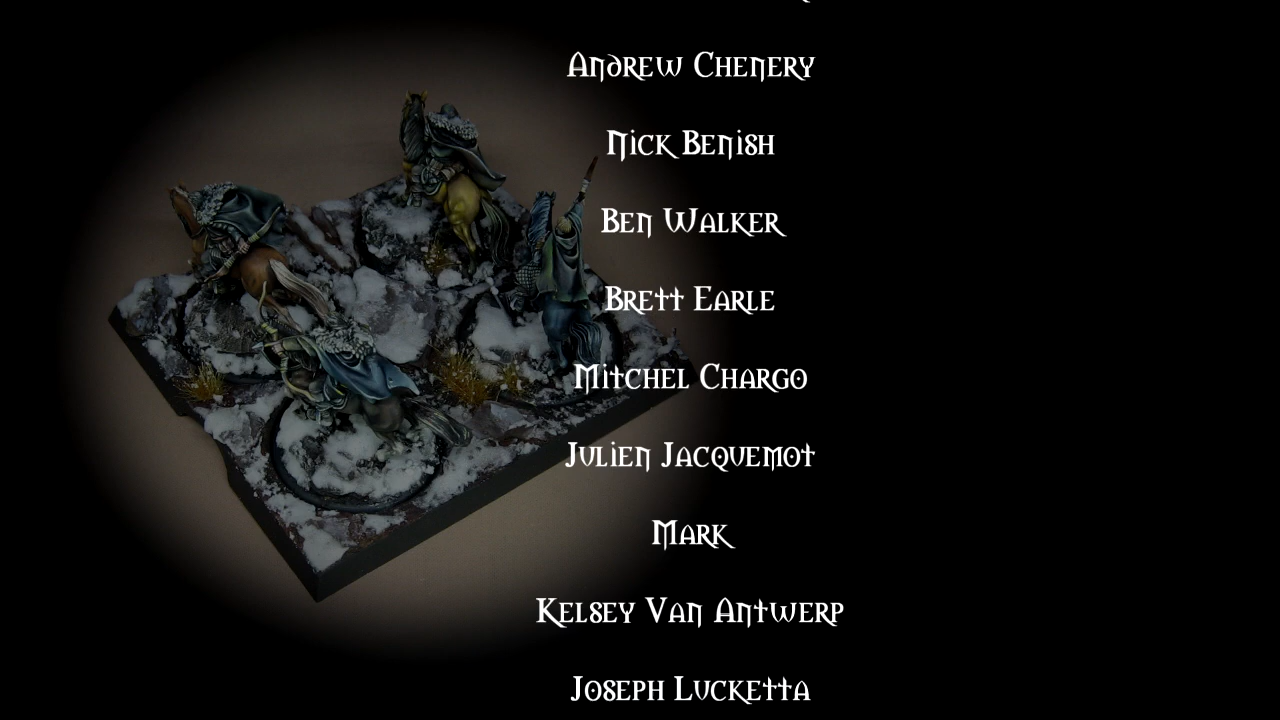 Andrew Chenery
Nick Benish
Ben Walker
Brett Earle
Mitchel Chargo
Julien Jacquemot
Mark
Kelsey Van Antwerp
Joseph Lucketta